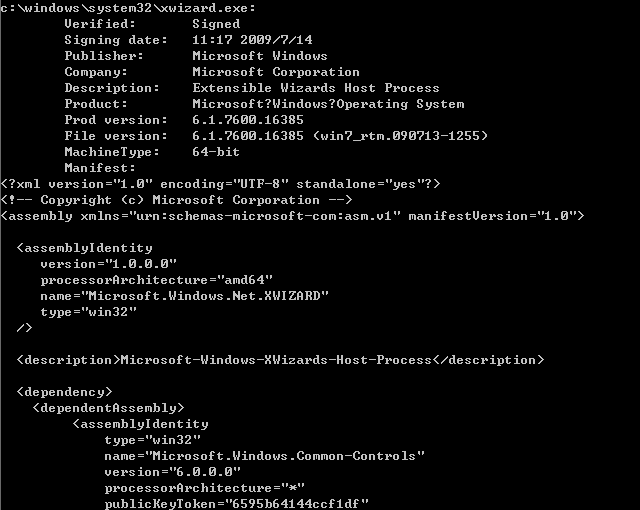 c:\windows\system32\xwizard.exe:
Verified: Signed
Signing date: 11:17 2009/7/14
Publisher: Microsoft Windows
Company: Microsoft Corporation
Description: Extensible Wizards Host Process
Product: Microsoft?Windows?Operating System
Prod version: 6.1.7600.16385
File version: 6.1.7600.16385 (win7_rtm.090713-1255)
MachineType: 64-bit
Manifest:
<?xml version="1.0" encoding="UTF-8" standalone="yes"?>
<!-- Copyright (c) Microsoft Corporation -->
<assembly xmlns="urn:schemas-microsoft-com:asm.v1" manifestVersion="1.0">
<assemblyIdentity
version="1.0.0.0"
processorArchitecture="amd64"
name="Microsoft.Windows.Net.XWIZARD"
type="win32"
/>
<description>Microsoft-Windows-XWizards-Host-Process</description>
<dependency>
<dependentAssembly>
<assemblyIdentity
type="win32"
name="Microsoft.Windows.Common-Controls"
version="6.0.0.0"
processorArchitecture="*"
publicKeyToken="6595b64144ccf1df"